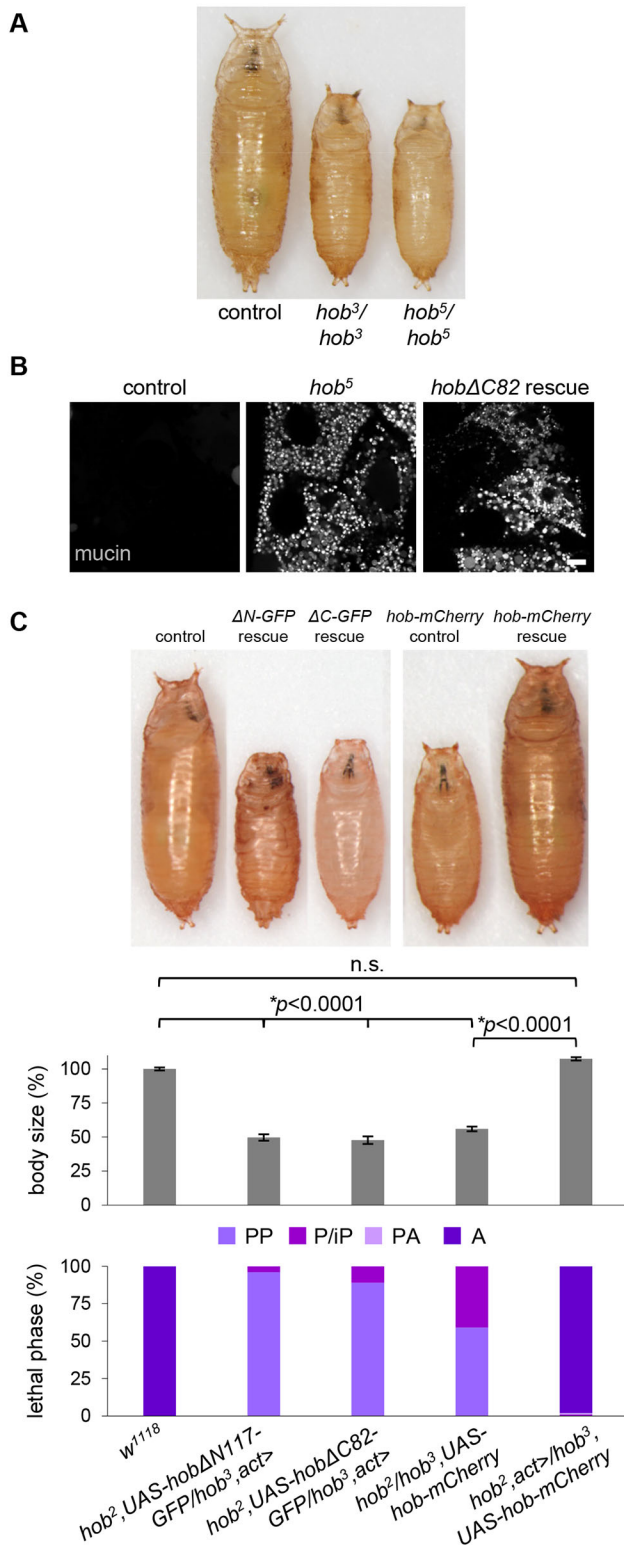 A
control
hob³/
hob³
hob⁵/
hob⁵
B
control
hob⁵
hobΔC82 rescue
mucin
C
control
ΔN-GFP
rescue
ΔC-GFP
rescue
hob-mCherry
control
hob-mCherry
rescue
n.s.
*p<0.0001
*p<0.0001
body size (%)
100
75
50
25
0
PP P/iP PA A
lethal phase (%)
100
75
50
25
0
w¹¹¹⁸
hob²,UAS-hobΔN117-
GFP/hob³,act>
hob²,UAS-hobΔC82-
GFP/hob³,act>
hob²/hob³,UAS-
hob-mCherry
hob²,act>/hob³,
UAS-hob-mCherry